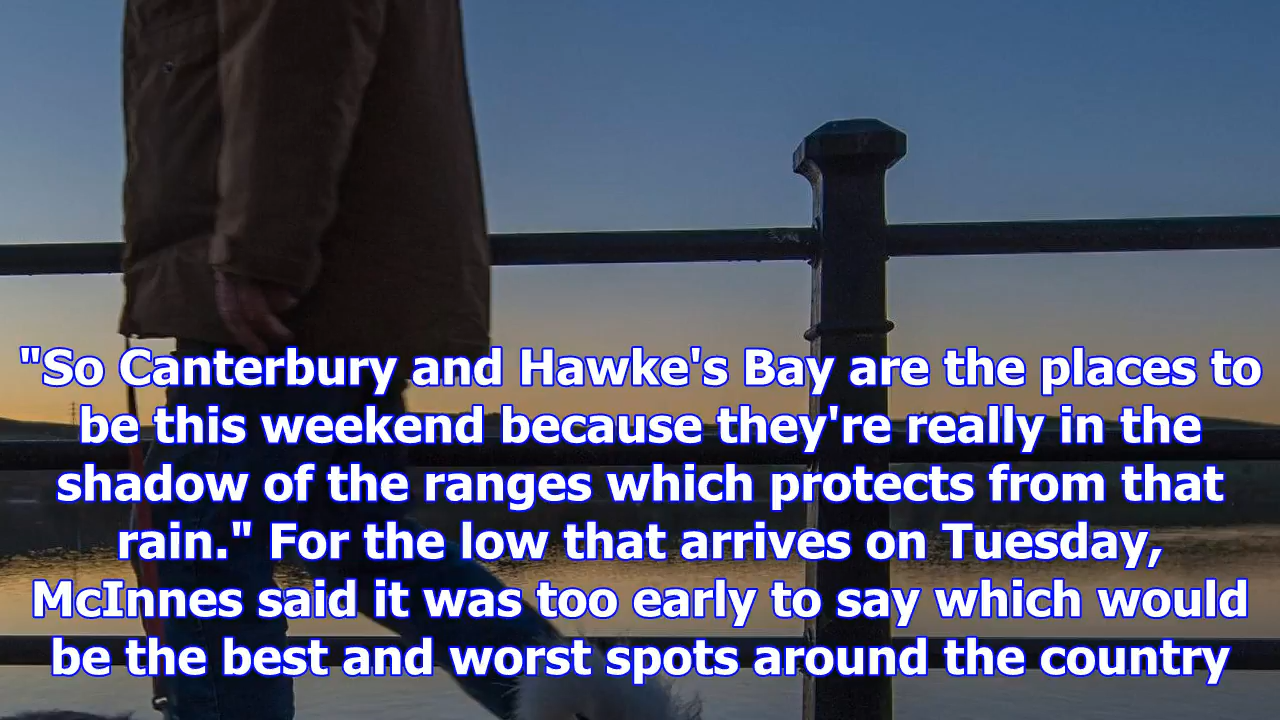 "So Canterbury and Hawke's Bay are the places to
be this weekend because they're really in the
shadow of the ranges which protects from that
rain." For the low that arrives on Tuesday,
McInnes said it was too early to say which would
be the best and worst spots around the country